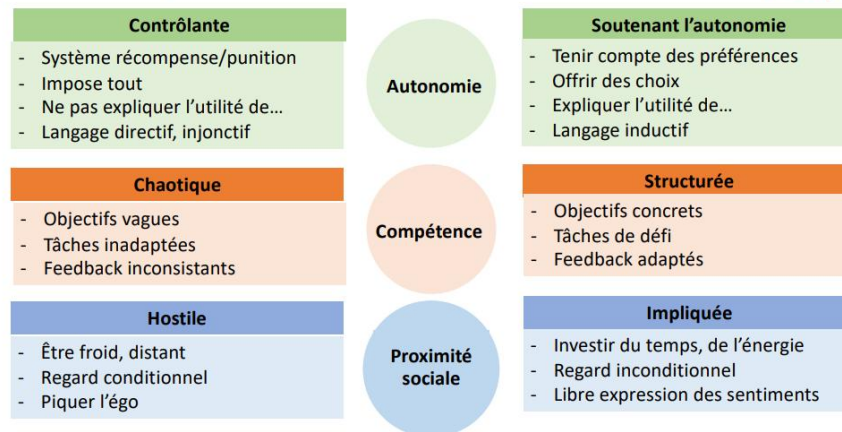 Contrôlante
- Système récompense/punition
- Impose tout
- Ne pas expliquer l'utilité de…
- Langage directif, injonctif
Autonomie
Soutenant l'autonomie
- Tenir compte des préférences
- Offrir des choix
- Expliquer l'utilité de…
- Langage inductif
Chaotique
- Objectifs vagues
- Tâches inadaptées
- Feedback inconsistants
Compétence
Structurée
- Objectifs concrets
- Tâches de défi
- Feedback adaptés
Hostile
- Être froid, distant
- Regard conditionnel
- Piquer l'égo
Proximité
sociale
Impliquée
- Investir du temps, de l'énergie
- Regard inconditionnel
- Libre expression des sentiments